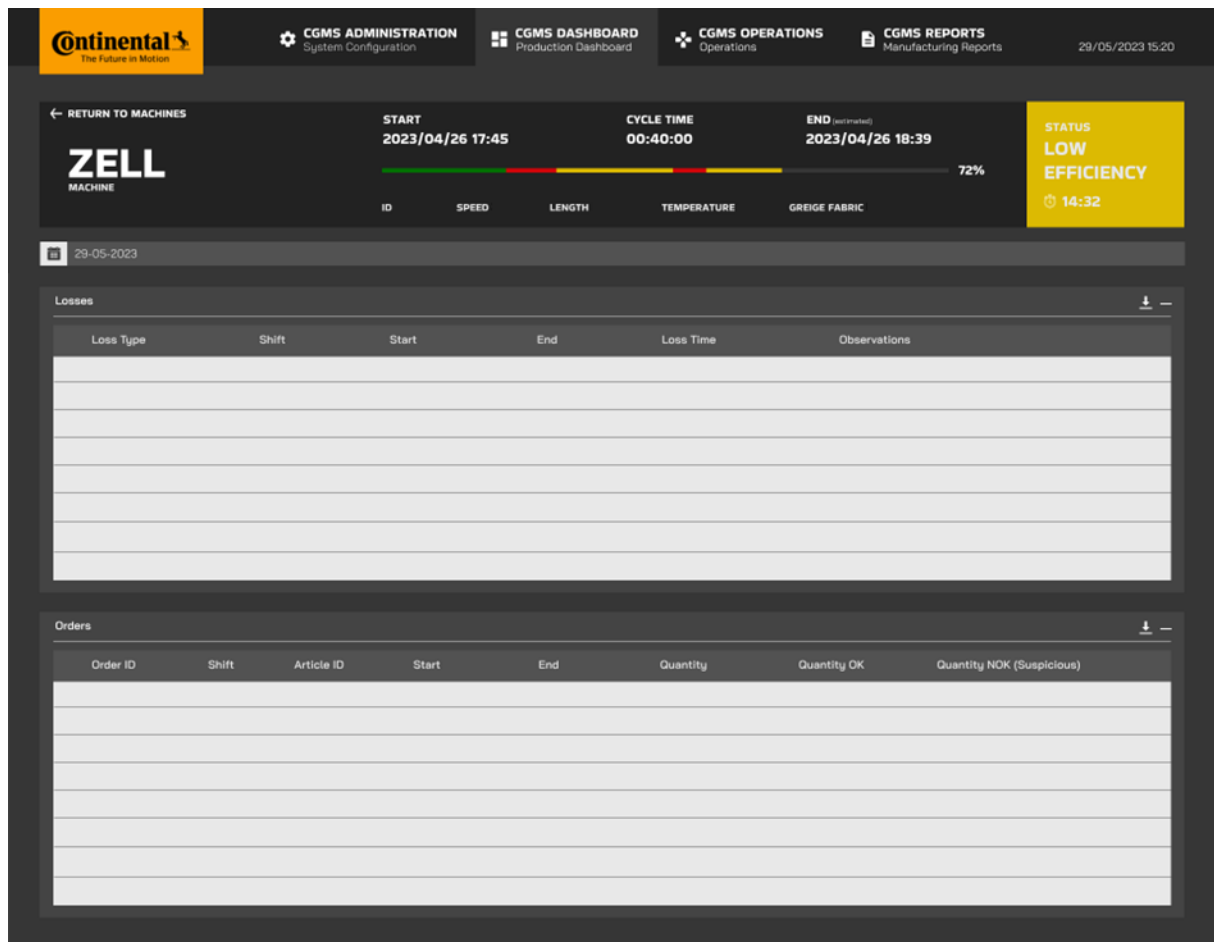 Continental
The Future in Motion
CGMS ADMINISTRATION
System Configuration
CGMS DASHBOARD
Production Dashboard
CGMS OPERATIONS
Operations
CGMS REPORTS
Manufacturing Reports
29/05/2023 15:20
RETURN TO MACHINES
ZELL
MACHINE
START
2023/04/26 17:45
CYCLE TIME
00:40:00
END (estimated)
2023/04/26 18:39
72%
ID SPEED LENGTH TEMPERATURE GREIGE FABRIC
STATUS
LOW
EFFICIENCY
14:32
29-05-2023
Losses
Loss Type Shift Start End Loss Time Observations
Orders
Order ID Shift Article ID Start End Quantity Quantity OK Quantity NOK (Suspicious)